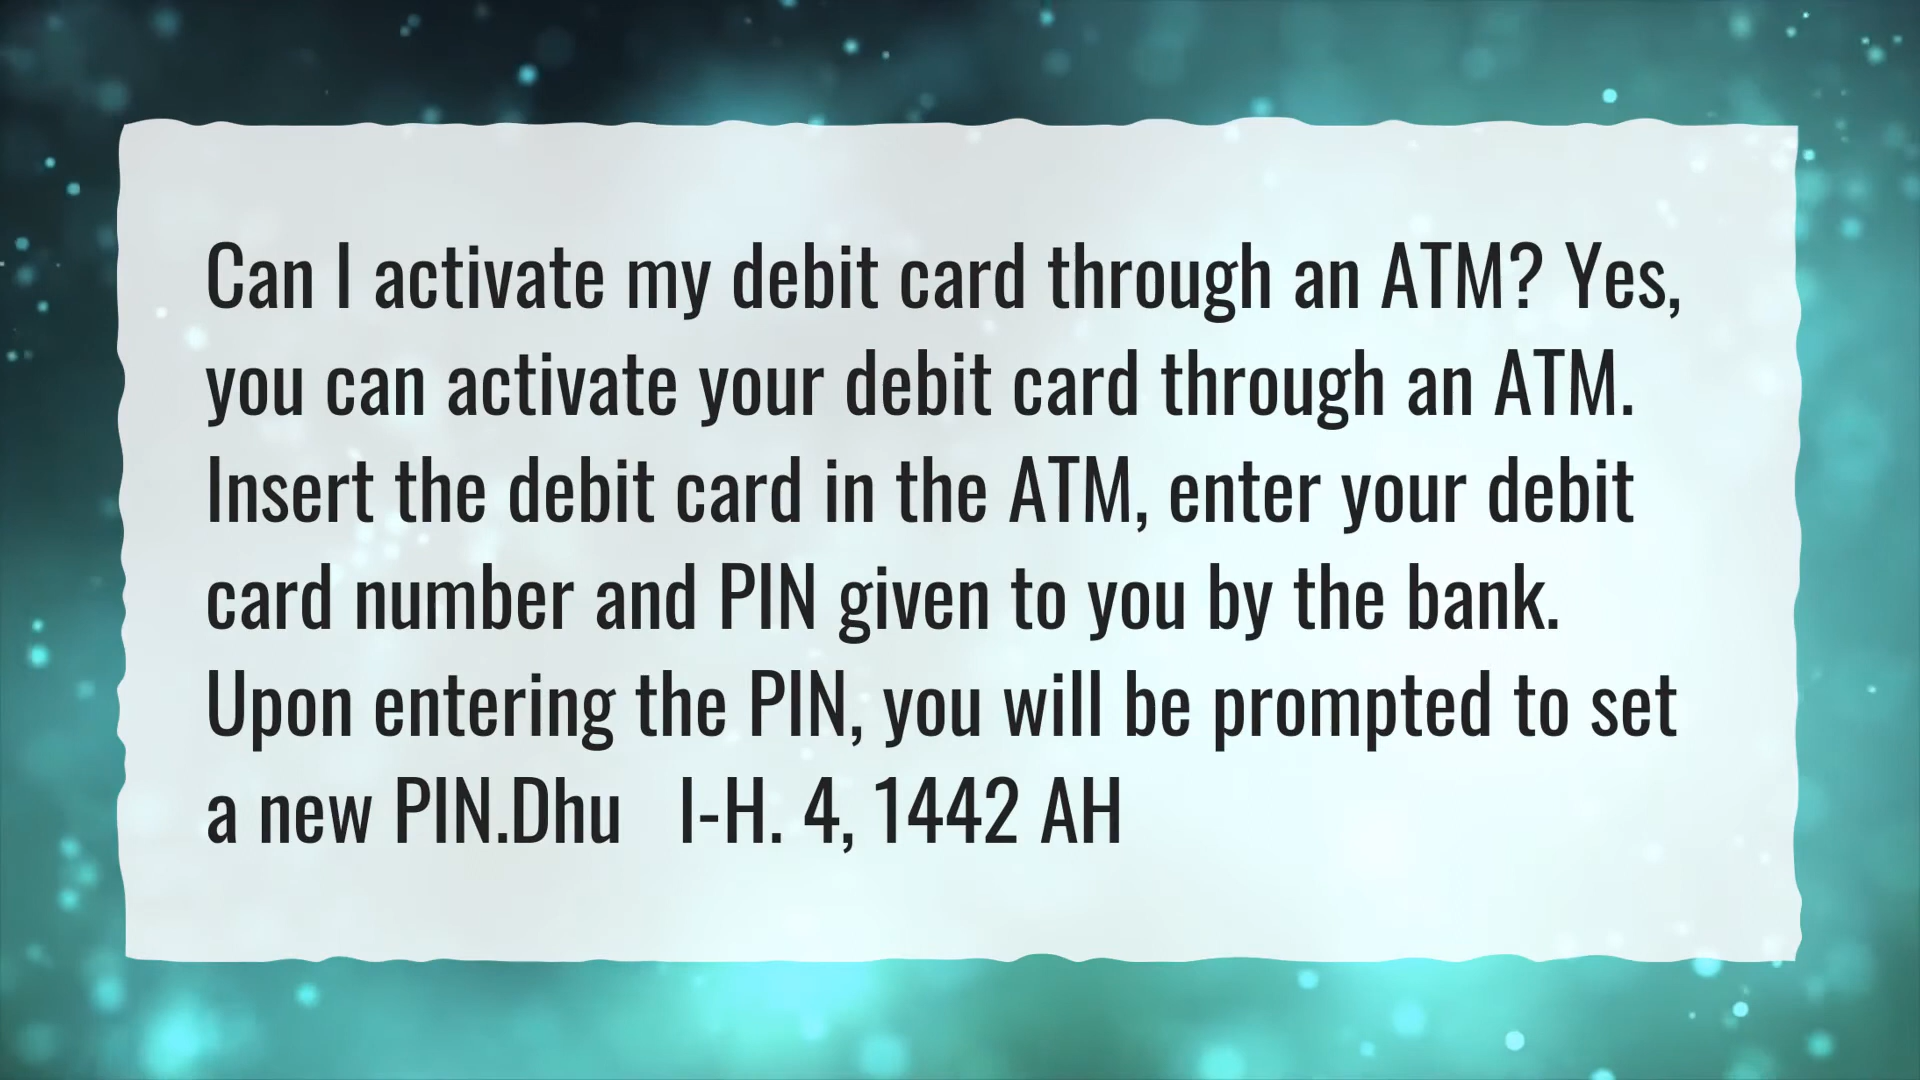 Can I activate my debit card through an ATM? Yes,
you can activate your debit card through an ATM.
Insert the debit card in the ATM, enter your debit
card number and PIN given to you by the bank.
Upon entering the PIN, you will be prompted to set
a new PIN.Dhu   I-H. 4, 1442 AH